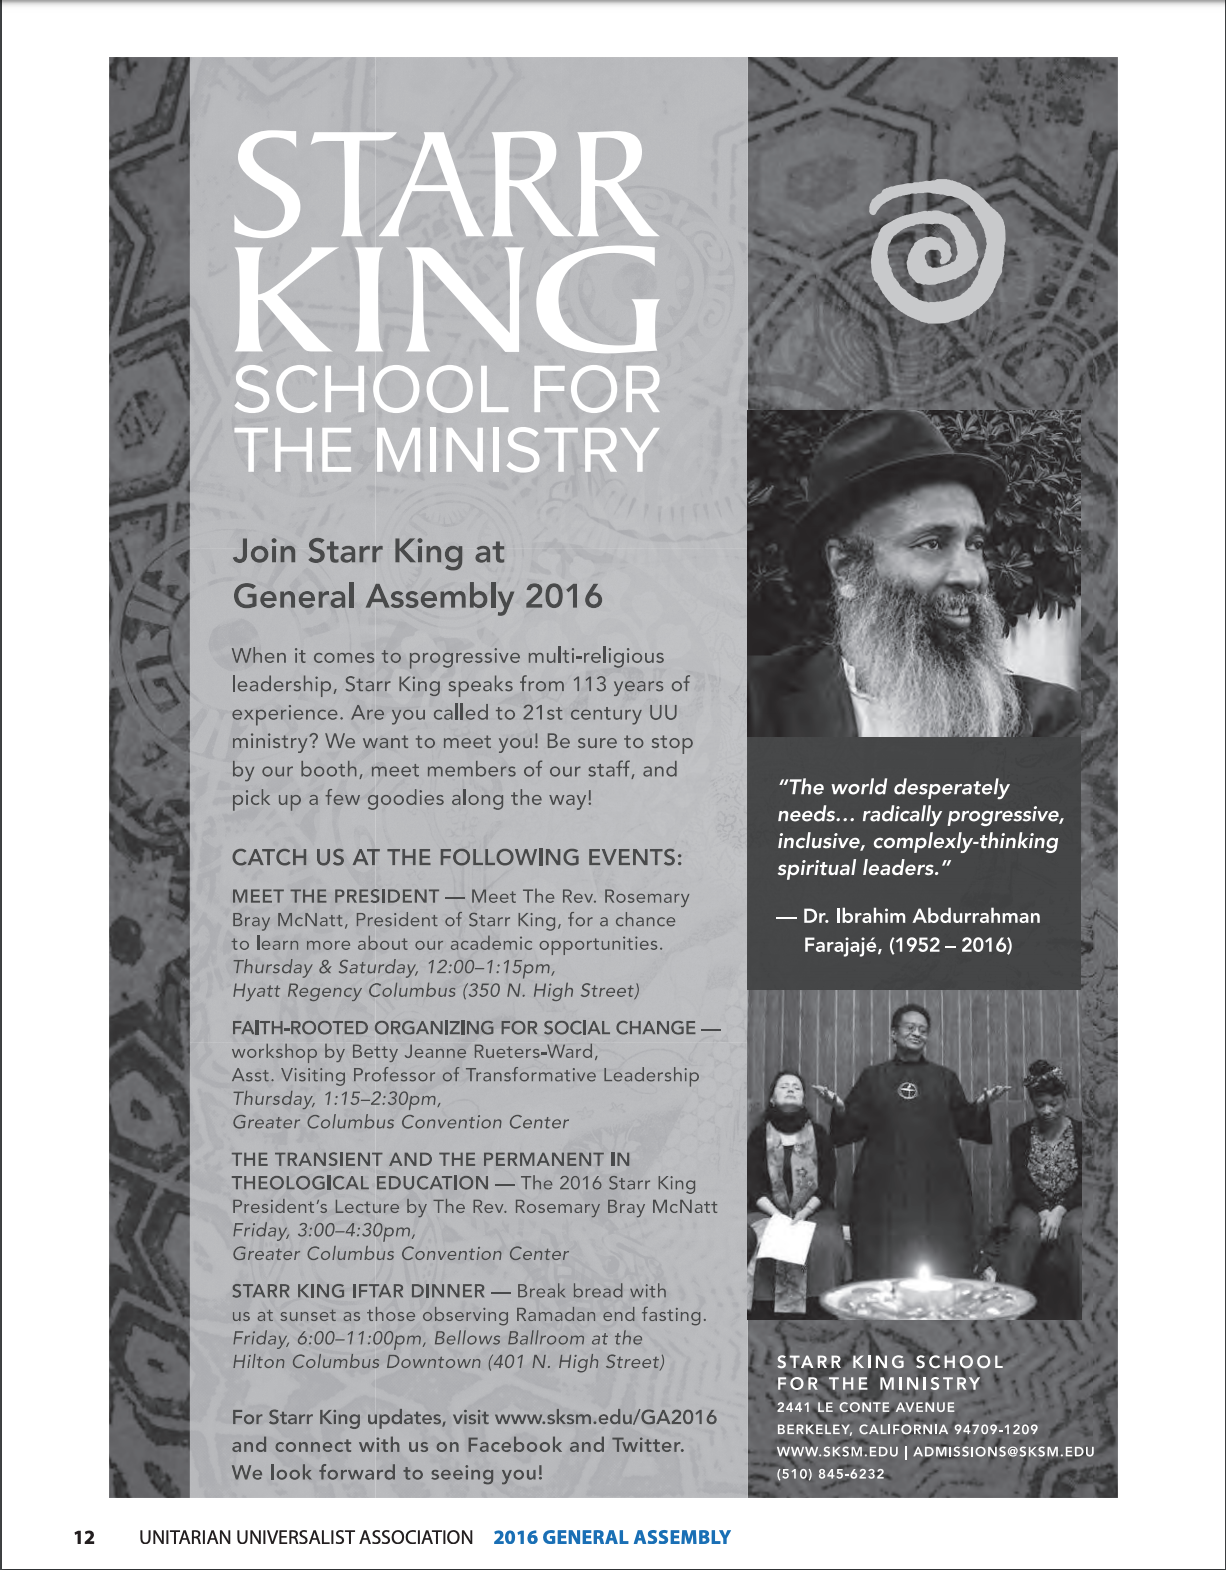 STARR
KING
SCHOOL FOR
THE MINISTRY
Join Starr King at
General Assembly 2016
When it comes to progressive multi-religious
leadership, Starr King speaks from 113 years of
experience. Are you called to 21st century UU
ministry? We want to meet you! Be sure to stop
by our booth, meet members of our staff, and
pick up a few goodies along the way!
CATCH US AT THE FOLLOWING EVENTS:
MEET THE PRESIDENT — Meet The Rev. Rosemary
Bray McNatt, President of Starr King, for a chance
to learn more about our academic opportunities.
Thursday & Saturday, 12:00–1:15pm,
Hyatt Regency Columbus (350 N. High Street)
FAITH-ROOTED ORGANIZING FOR SOCIAL CHANGE —
workshop by Betty Jeanne Rueters-Ward,
Asst. Visiting Professor of Transformative Leadership
Thursday, 1:15–2:30pm,
Greater Columbus Convention Center
THE TRANSIENT AND THE PERMANENT IN
THEOLOGICAL EDUCATION — The 2016 Starr King
President's Lecture by The Rev. Rosemary Bray McNatt
Friday, 3:00–4:30pm,
Greater Columbus Convention Center
STARR KING IFTAR DINNER — Break bread with
us at sunset as those observing Ramadan end fasting.
Friday, 6:00–11:00pm, Bellows Ballroom at the
Hilton Columbus Downtown (401 N. High Street)
For Starr King updates, visit www.sksm.edu/GA2016
and connect with us on Facebook and Twitter.
We look forward to seeing you!
"The world desperately
needs... radically progressive,
inclusive, complexly-thinking
spiritual leaders."
— Dr. Ibrahim Abdurrahman
Farajajé, (1952 – 2016)
STARR KING SCHOOL
FOR THE MINISTRY
2441 LE CONTE AVENUE
BERKELEY, CALIFORNIA 94709-1209
WWW.SKSM.EDU | ADMISSIONS@SKSM.EDU
(510) 845-6232
12 UNITARIAN UNIVERSALIST ASSOCIATION 2016 GENERAL ASSEMBLY